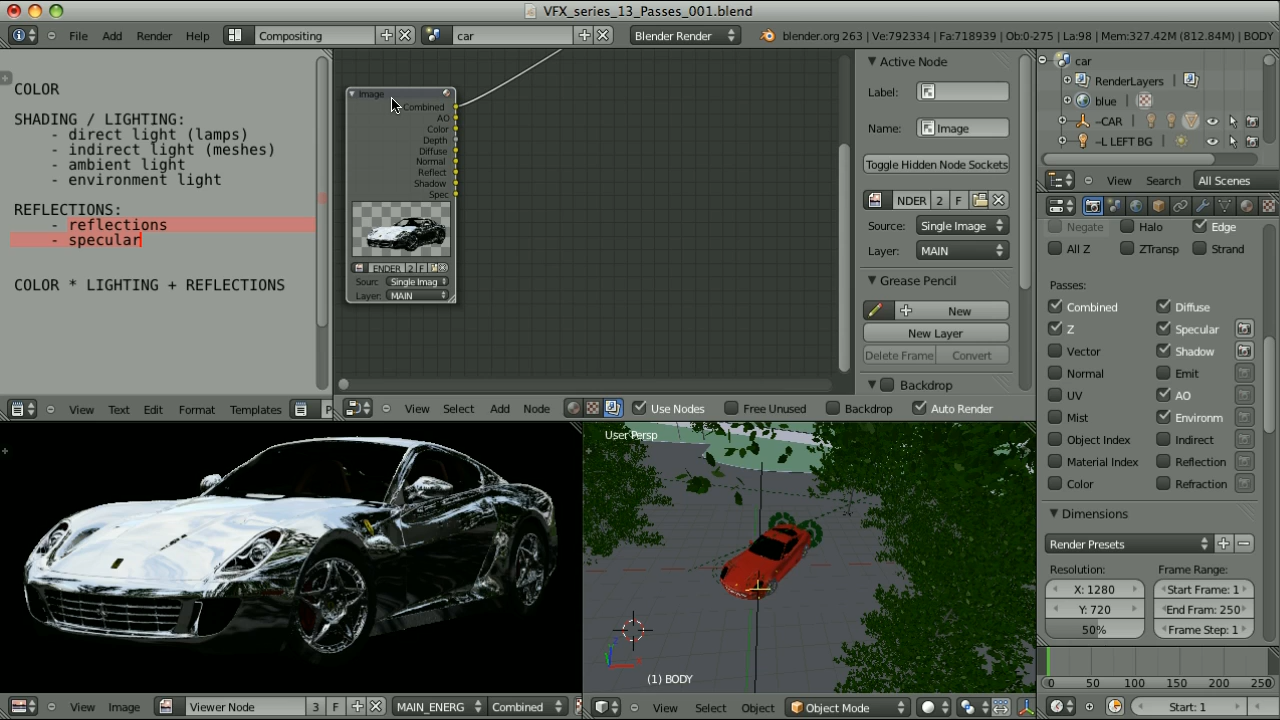 VFX_series_13_Passes_001.blend
File Add Render Help Compositing car Blender Render blender.org 263 | Ve:792334 | Fa:718939 | Ob:0-275 | La:98 | Mem:327.42M (812.84M) | BODY
COLOR
SHADING / LIGHTING:
- direct light (lamps)
- indirect light (meshes)
- ambient light
- environment light
REFLECTIONS:
- reflections
- specular
COLOR * LIGHTING + REFLECTIONS
View Text Edit Format Templates P
Image
Combined
AO
Color
Depth
Diffuse
Normal
Reflect
Shadow
Spec
ENDER 2 F
Sourc Single Imag
Layer: MAIN
View Select Add Node Use Nodes Free Unused Backdrop Auto Render
Active Node
Label:
Name: Image
Toggle Hidden Node Sockets
NDER 2 F
Source: Single Image
Layer: MAIN
Grease Pencil
New
New Layer
Delete Frame Convert
Backdrop
car
RenderLayers
blue
CAR
L LEFT BG
View Search All Scenes
Negate Halo Edge
All Z ZTransp Strand
Passes:
Combined Diffuse
Z Specular
Vector Shadow
Normal Emit
UV AO
Mist Environm
Object Index Indirect
Material Index Reflection
Color Refraction
Dimensions
Render Presets
Resolution: Frame Range:
X: 1280 Start Frame: 1
Y: 720 End Fram: 250
50% Frame Step: 1
0 50 100 150 200 250
Start: 1
View Image Viewer Node 3 F MAIN_ENERG Combined
User Persp
(1) BODY
View Select Object Object Mode